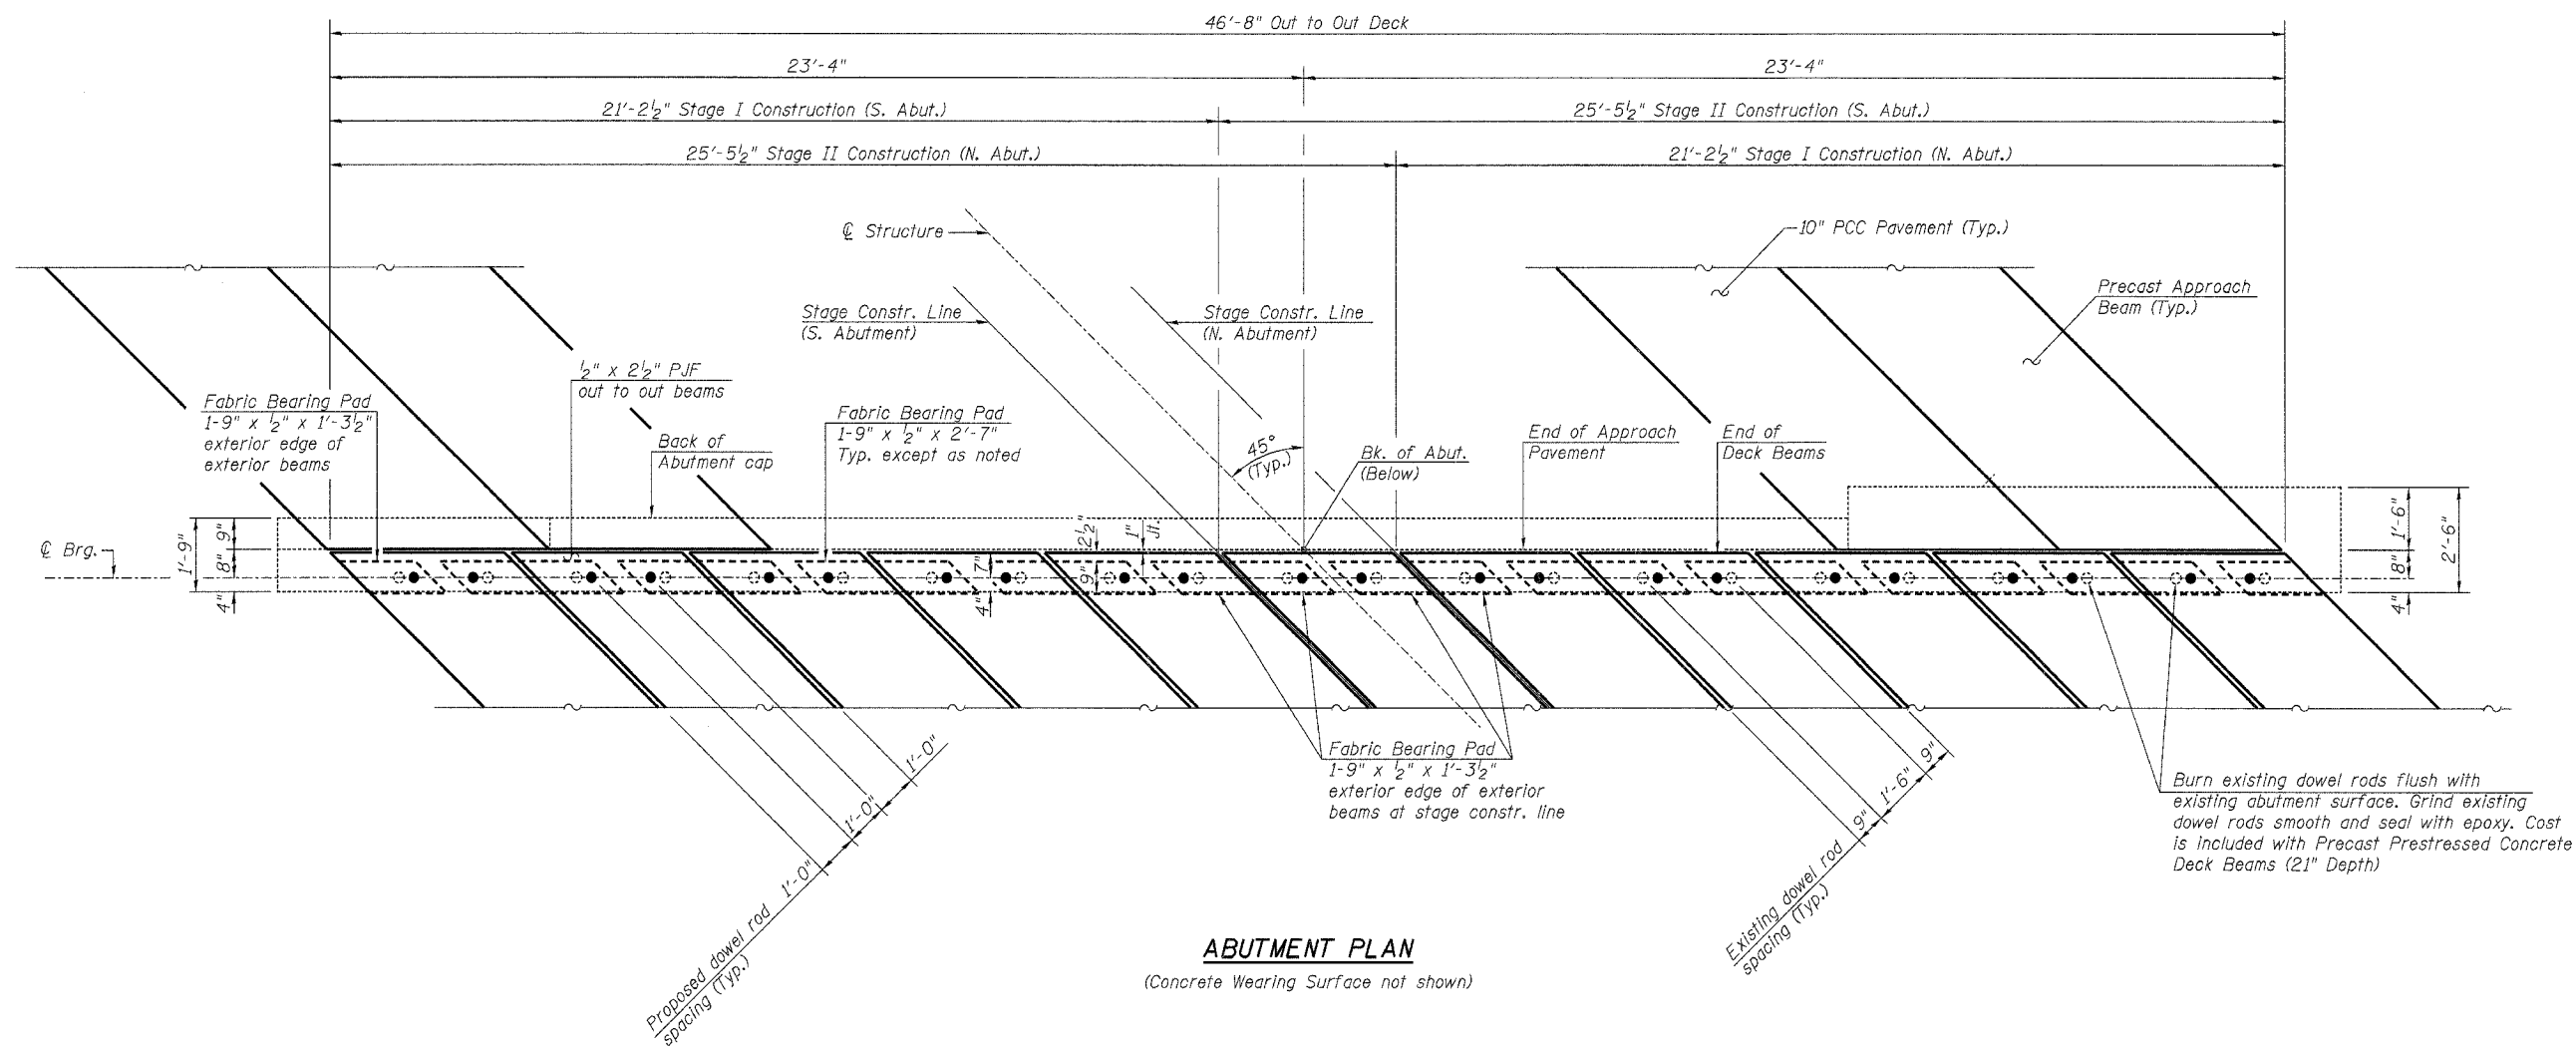 46'-8" Out to Out Deck
23'-4"
23'-4"
21'-2½" Stage I Construction (S. Abut.)
25'-5½" Stage II Construction (S. Abut.)
25'-5½" Stage II Construction (N. Abut.)
21'-2½" Stage I Construction (N. Abut.)
℄ Structure
10" PCC Pavement (Typ.)
Stage Constr. Line
(S. Abutment)
Stage Constr. Line
(N. Abutment)
Precast Approach
Beam (Typ.)
½" x 2½" PJF
out to out beams
Fabric Bearing Pad
1-9" x ½" x 1'-3½"
exterior edge of
exterior beams
Back of
Abutment cap
Fabric Bearing Pad
1-9" x ½" x 2'-7"
Typ. except as noted
45°
(Typ.)
Bk. of Abut.
(Below)
End of Approach
Pavement
End of
Deck Beams
℄ Brg.
1'-9"
9"
8"
4"
7"
4"
2½"
9"
1"
Jt.
1'-6"
8"
4"
2'-6"
Fabric Bearing Pad
1-9" x ½" x 1'-3½"
exterior edge of exterior
beams at stage constr. line
1'-0"
1'-0"
1'-0"
Proposed dowel rod
spacing (Typ.)
9"
1'-6"
9"
Existing dowel rod
spacing (Typ.)
Burn existing dowel rods flush with
existing abutment surface. Grind existing
dowel rods smooth and seal with epoxy. Cost
is included with Precast Prestressed Concrete
Deck Beams (21" Depth)
ABUTMENT PLAN
(Concrete Wearing Surface not shown)